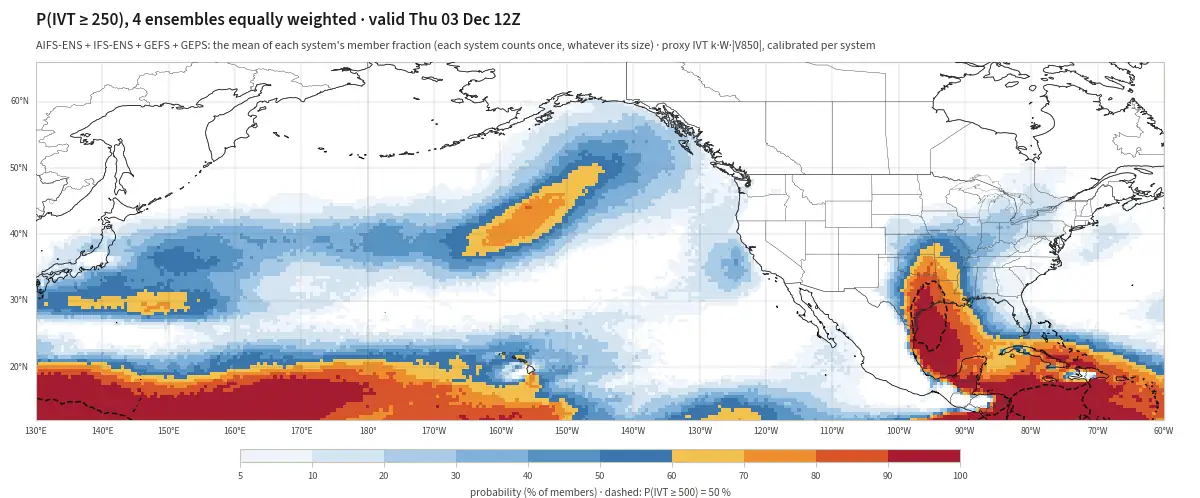 P(IVT ≥ 250), 4 ensembles equally weighted · valid Thu 03 Dec 12Z
AIFS-ENS + IFS-ENS + GEFS + GEPS: the mean of each system's member fraction (each system counts once, whatever its size) · proxy IVT k·W·|V850|, calibrated per system
60°N
50°N
40°N
30°N
20°N
130°E 140°E 150°E 160°E 170°E 180° 170°W 160°W 150°W 140°W 130°W 120°W 110°W 100°W 90°W 80°W 70°W 60°W
5 10 20 30 40 50 60 70 80 90 100
probability (% of members) · dashed: P(IVT ≥ 500) = 50 %